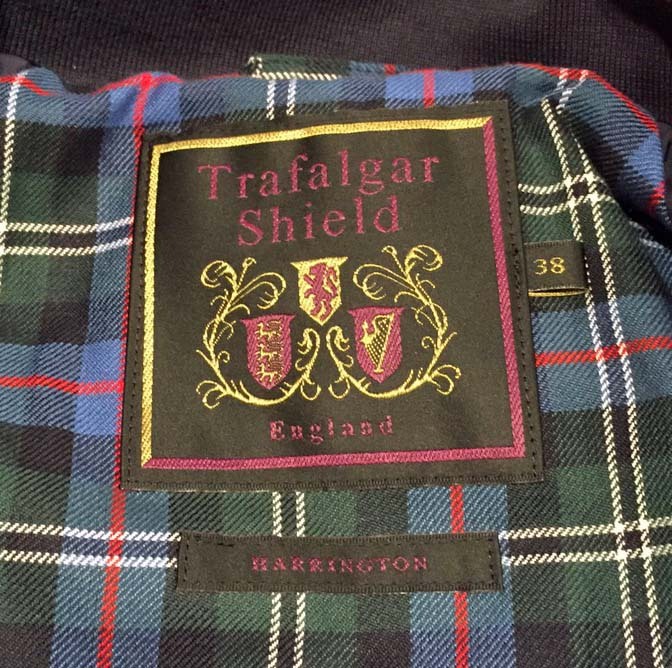 Trafalgar
Shield
38
England
HARRINGTON